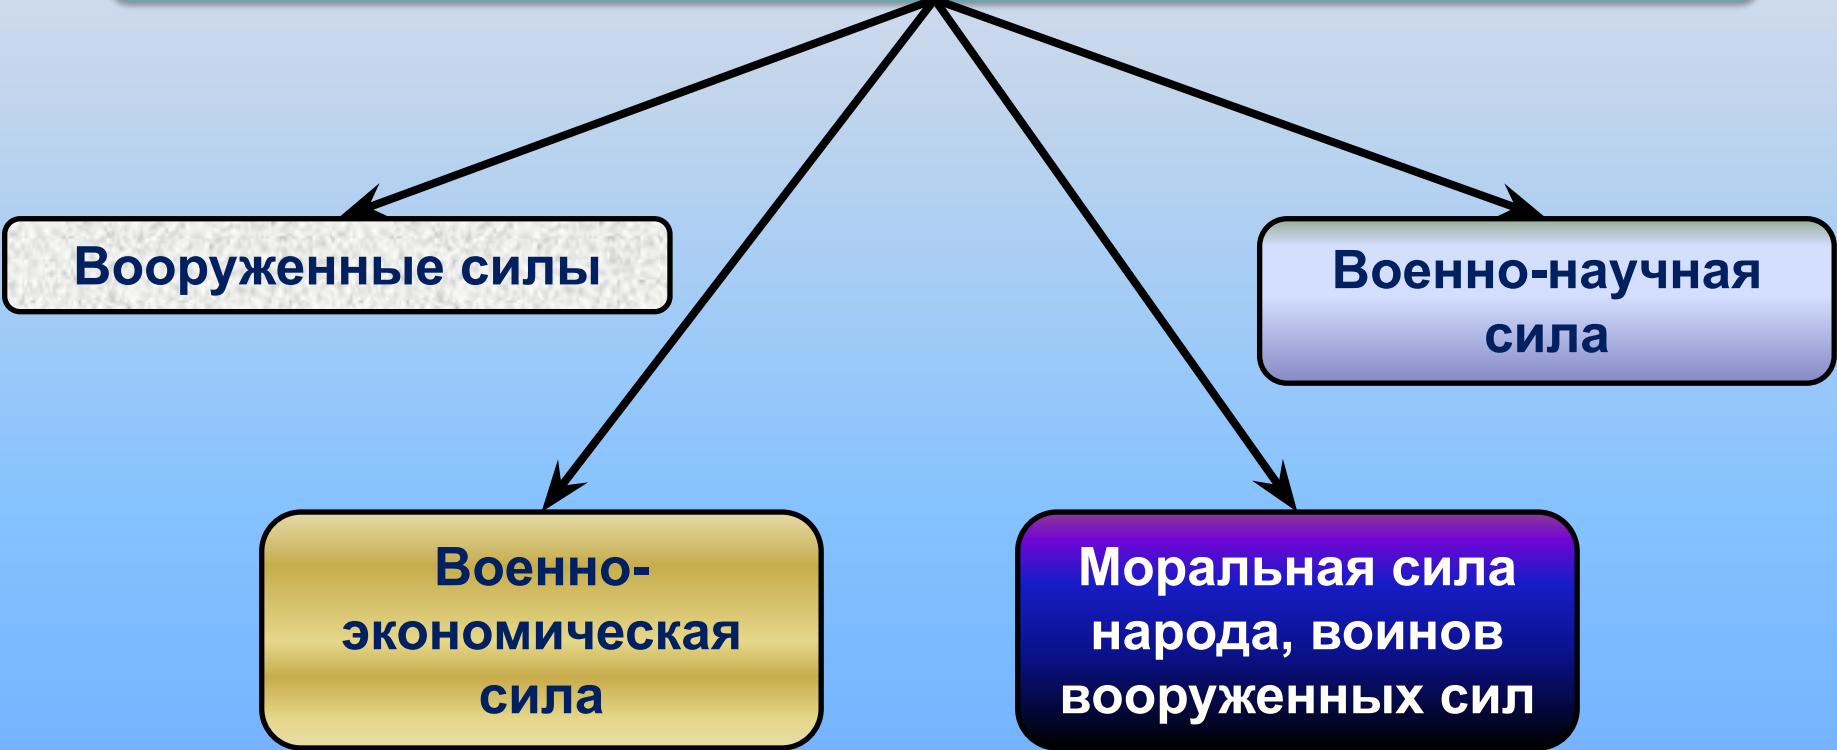 Вооруженные силы
Военно-научная
сила
Военно-
экономическая
сила
Моральная сила
народа, воинов
вооруженных сил